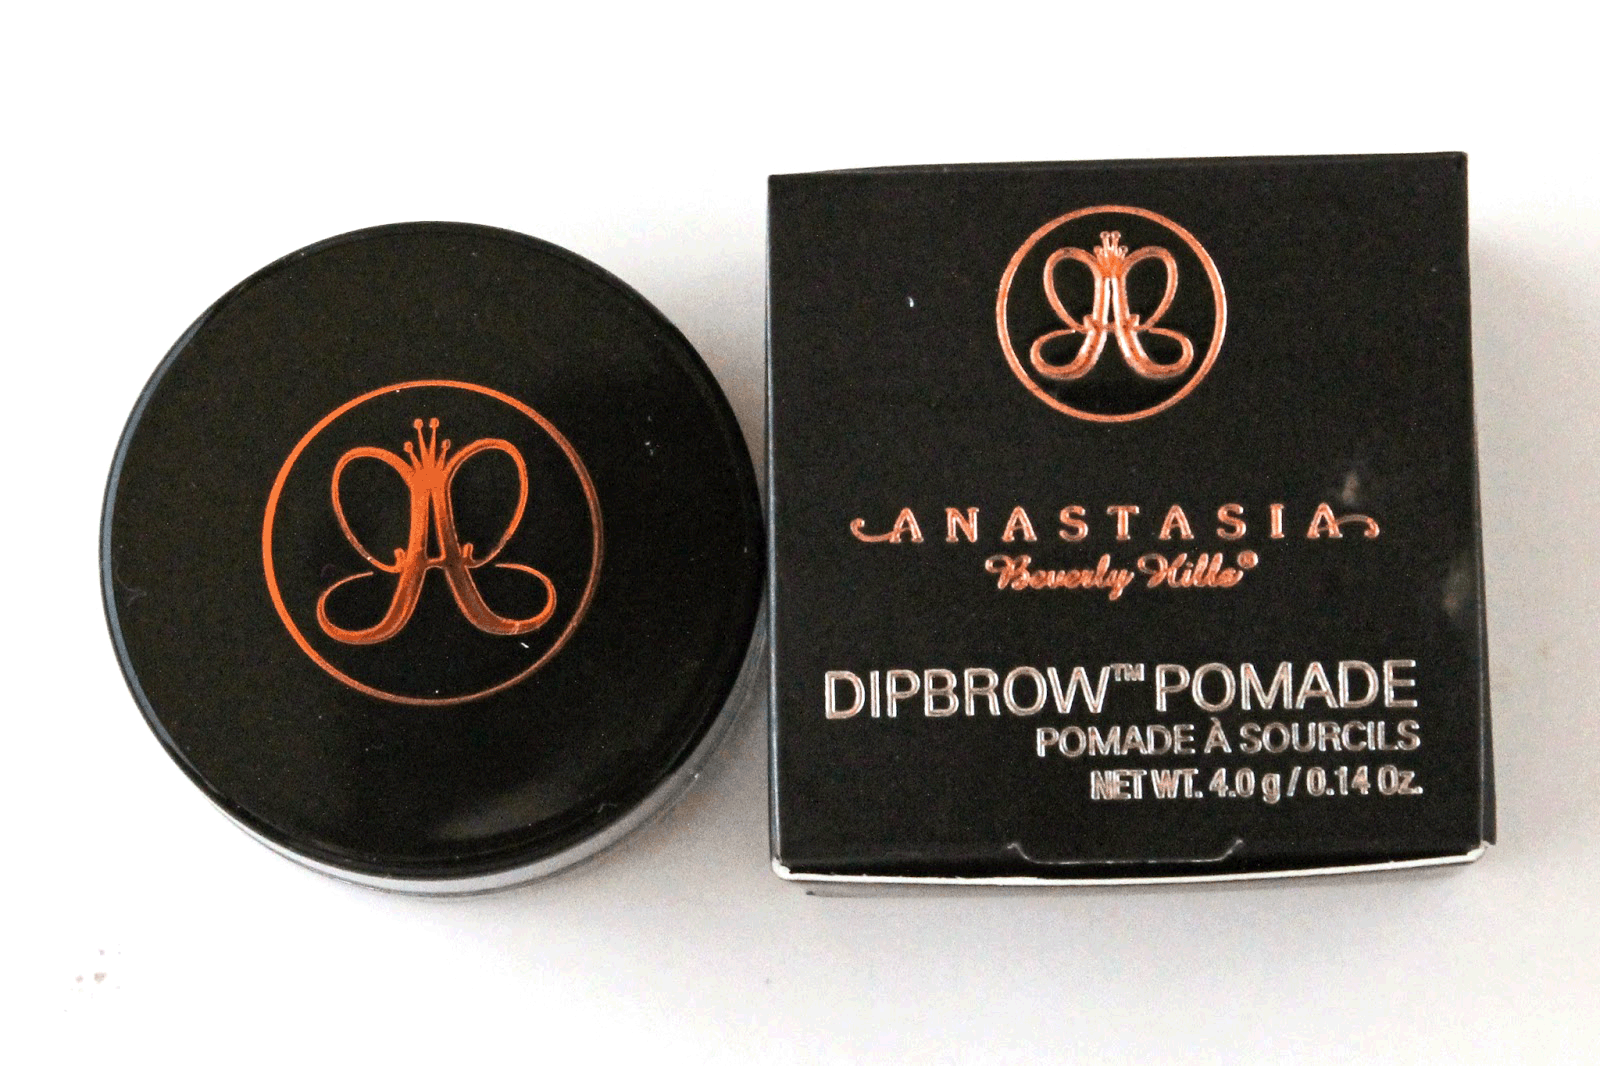 ANASTASIA
Beverly Hills®
DIPBROW™ POMADE
POMADE À SOURCILS
NET WT. 4.0 g / 0.14 Oz.